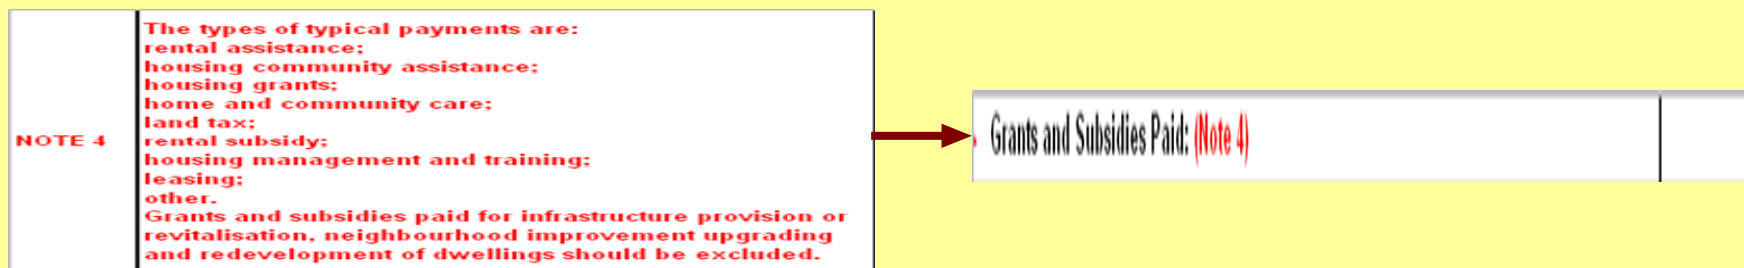 NOTE 4
The types of typical payments are:
rental assistance;
housing community assistance;
housing grants;
home and community care;
land tax;
rental subsidy;
housing management and training;
leasing;
other.
Grants and subsidies paid for infrastructure provision or
revitalisation, neighbourhood improvement upgrading
and redevelopment of dwellings should be excluded.
Grants and Subsidies Paid: (Note 4)